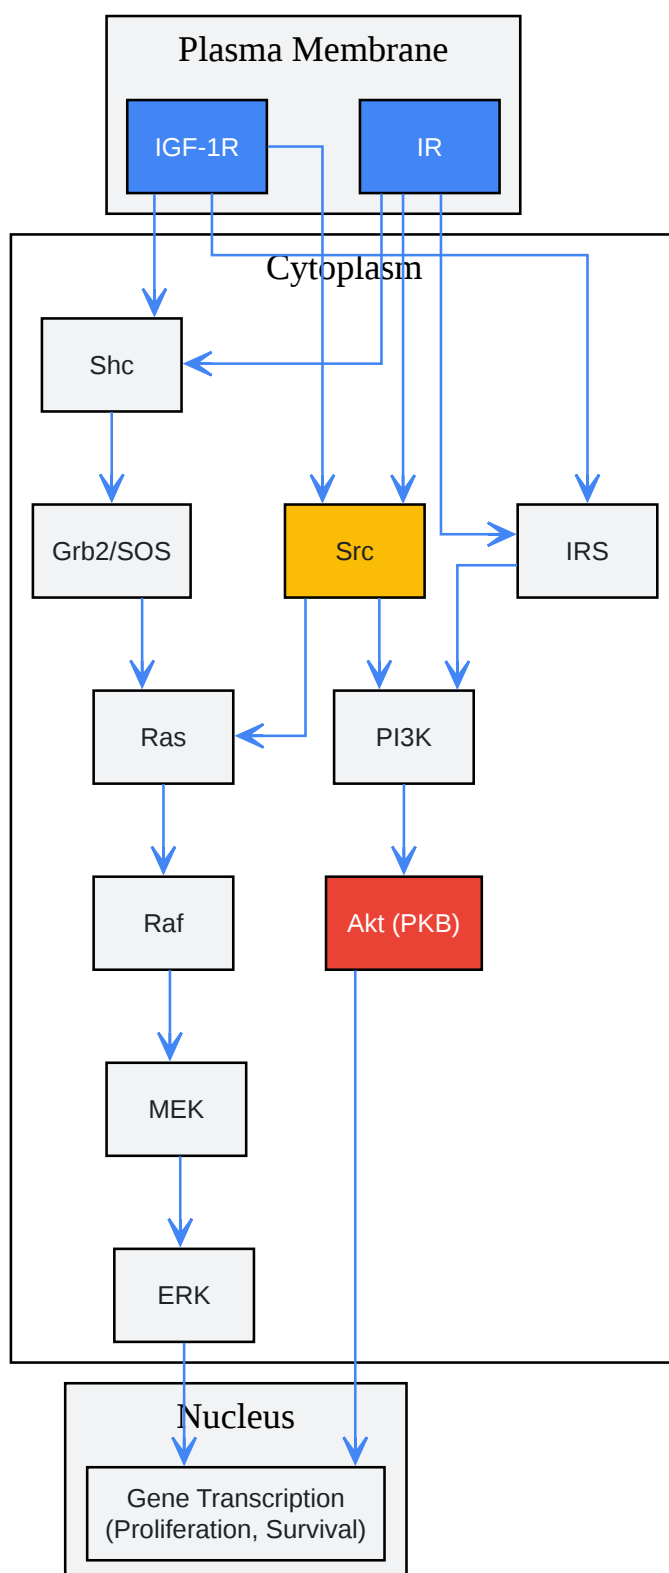 Plasma Membrane
IGF-1R
IR
Cytoplasm
Shc
Grb2/SOS
Src
IRS
Ras
PI3K
Raf
Akt (PKB)
MEK
ERK
Nucleus
Gene Transcription
(Proliferation, Survival)